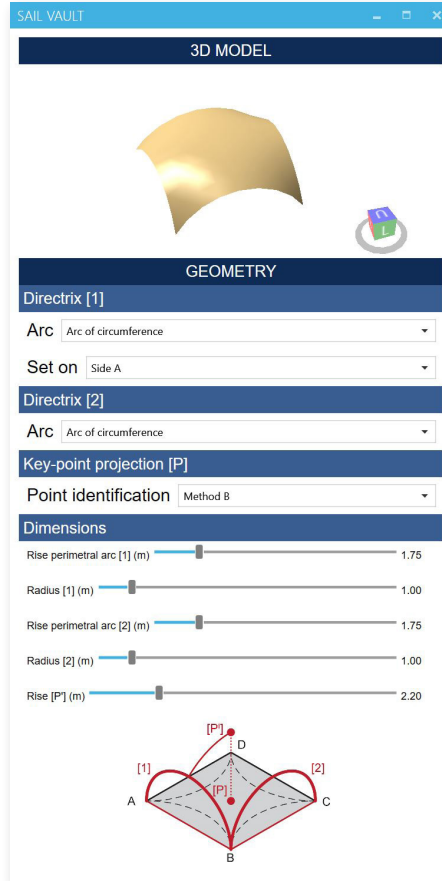 SAIL VAULT
3D MODEL
L
GEOMETRY
Directrix [1]
Arc Arc of circumference
Set on Side A
Directrix [2]
Arc Arc of circumference
Key-point projection [P]
Point identification Method B
Dimensions
Rise perimetral arc [1] (m) 1.75
Radius [1] (m) 1.00
Rise perimetral arc [2] (m) 1.75
Radius [2] (m) 1.00
Rise [P'] (m) 2.20
[P']
D
[1] [2]
[P]
A C
B